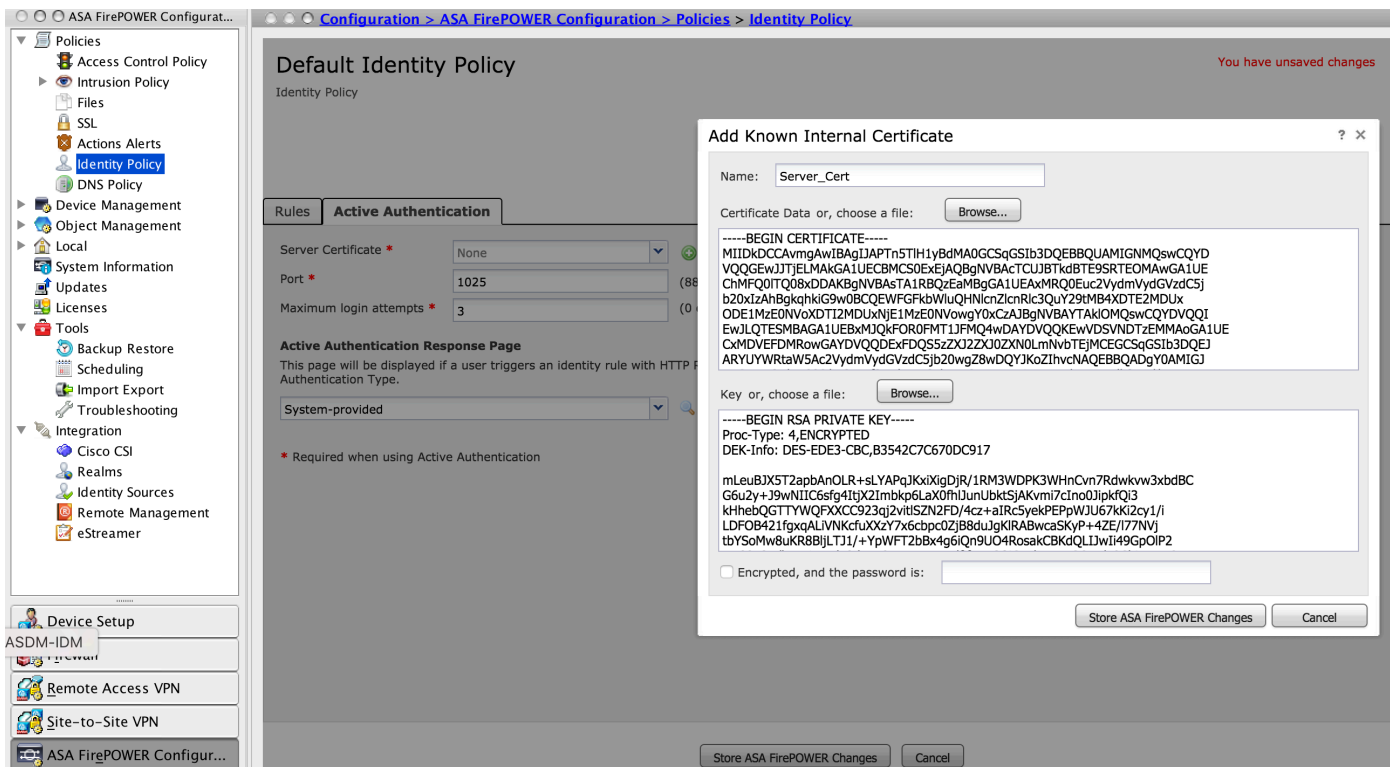 ASA FirePOWER Configurat...
Configuration > ASA FirePOWER Configuration > Policies > Identity Policy
Policies
Access Control Policy
Intrusion Policy
Files
SSL
Actions Alerts
Identity Policy
DNS Policy
Device Management
Object Management
Local
System Information
Updates
Licenses
Tools
Backup Restore
Scheduling
Import Export
Troubleshooting
Integration
Cisco CSI
Realms
Identity Sources
Remote Management
eStreamer
Device Setup
ASDM-IDM
Firewall
Remote Access VPN
Site-to-Site VPN
ASA FirePOWER Configur...
Default Identity Policy
You have unsaved changes
Identity Policy
Rules
Active Authentication
Server Certificate *
None
Port *
1025
(88
Maximum login attempts *
3
(0
Active Authentication Response Page
This page will be displayed if a user triggers an identity rule with HTTP
Authentication Type.
System-provided
* Required when using Active Authentication
Store ASA FirePOWER Changes
Cancel
Add Known Internal Certificate
? ×
Name:
Server_Cert
Certificate Data or, choose a file:
Browse...
-----BEGIN CERTIFICATE-----
MIIDkDCCAvmgAwIBAgIJAPTn5TlH1yBdMA0GCSqGSIb3DQEBBQUAMIGNMQswCQYD
VQQGEwJJTjELMAkGA1UECBMCS0ExEjAQBgNVBAcTCUJBTkdBTE9SRTEOMAwGA1UE
ChMFQ0lTQ08xDDAKBgNVBAsTA1RBQzEaMBgGA1UEAxMRQ0Euc2VydmVydGVzdC5j
b20xIzAhBgkqhkiG9w0BCQEWFGFkbWluQHNlcnZlcnRlc3QuY29tMB4XDTE2MDUx
ODE1MzE0NVoXDTI2MDUxNjE1MzE0NVowgY0xCzAJBgNVBAYTAklOMQswCQYDVQQI
EwJLQTESMBAGA1UEBxMJQkFOR0FMT1JFMQ4wDAYDVQQKEwVDSVNDTzEMMAoGA1UE
CxMDVEFDMRowGAYDVQQDExFDQS5zZXJ2ZXJ0ZXN0LmNvbTEjMCEGCSqGSIb3DQEJ
ARYUYWRtaW5Ac2VydmVydGVzdC5jb20wgZ8wDQYJKoZIhvcNAQEBBQADgY0AMIGJ
Key or, choose a file:
Browse...
-----BEGIN RSA PRIVATE KEY-----
Proc-Type: 4,ENCRYPTED
DEK-Info: DES-EDE3-CBC,B3542C7C670DC917
mLeuBJX5T2apbAnOLR+sLYAPqJKxiXigDjR/1RM3WDPK3WHnCvn7Rdwkvw3xbdBC
G6u2y+J9wNIIC6sfg4ItjX2Imbkp6LaX0fhlJunUbktSjAKvmi7cIno0JipkfQi3
kHhebQGTTYWQFXXCC923qj2vitlSZN2FD/4cz+aIRc5yekPEPpWJU67kKi2cy1/i
LDFOB421fgxqALiVNKcfuXXzY7x6cbpc0ZjB8duJgKlRABwcaSKyP+4ZE/l77NVj
tbYSoMw8uKR8BljLTJ1/+YpWFT2bBx4g6iQn9UO4RosakCBKdQLIJwIi49GpOlP2
Encrypted, and the password is:
Store ASA FirePOWER Changes
Cancel